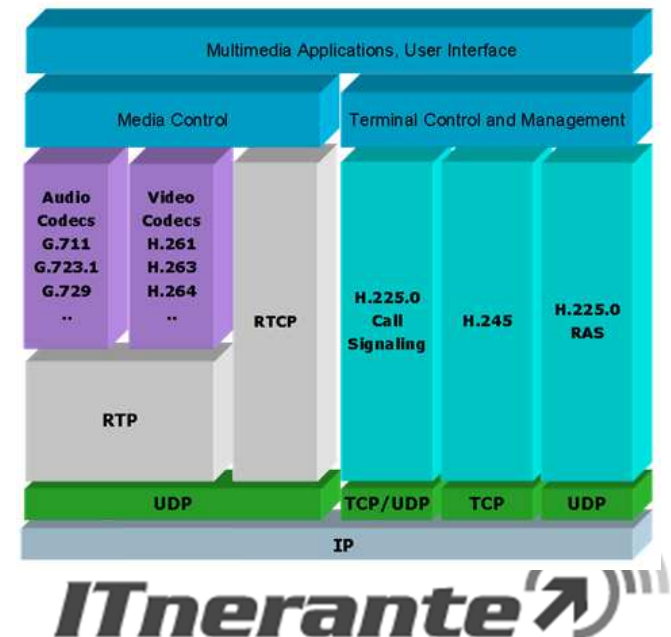 Multimedia Applications, User Interface
Media Control
Terminal Control and Management
Audio
Codecs
G.711
G.723.1
G.729
..
Video
Codecs
H.261
H.263
H.264
..
RTCP
H.225.0
Call
Signaling
H.245
H.225.0
RAS
RTP
UDP
TCP/UDP
TCP
UDP
IP
ITnerante